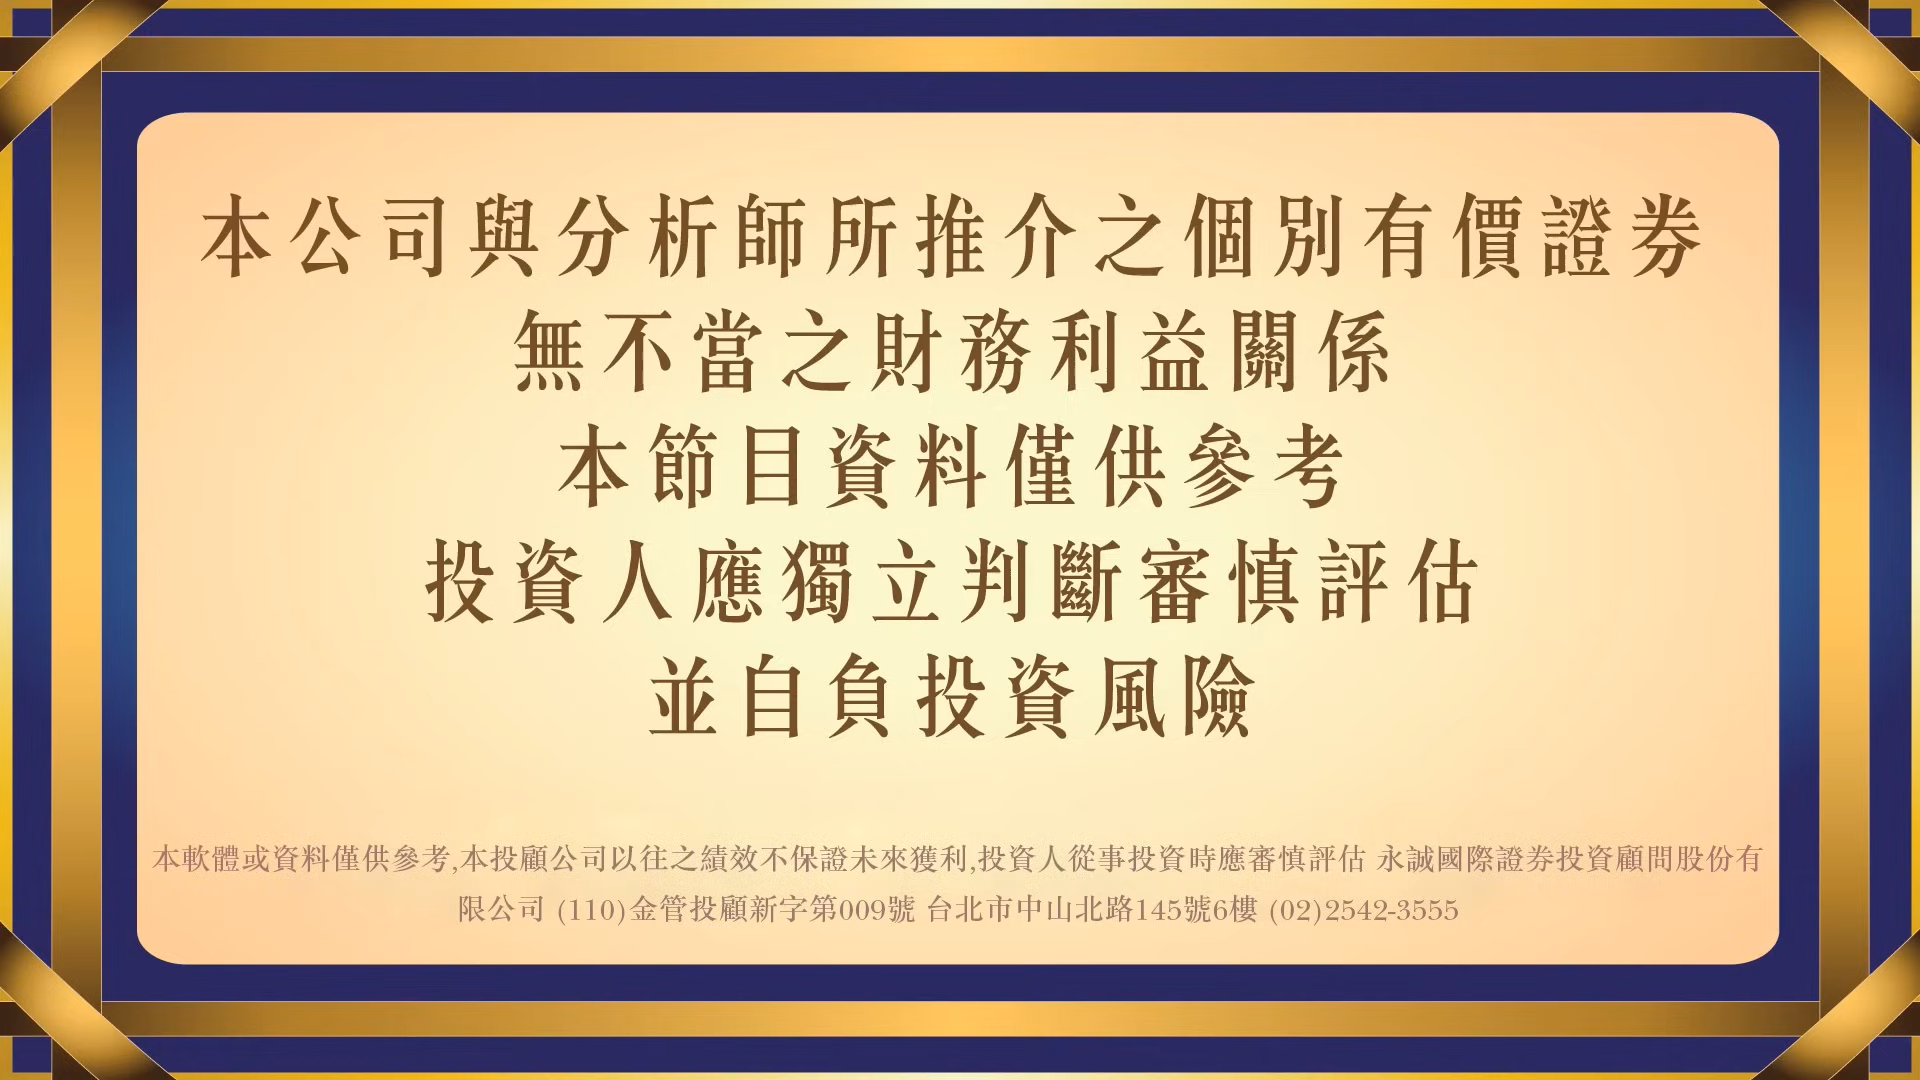 本公司與分析師所推介之個別有價證券
無不當之財務利益關係
本節目資料僅供參考
投資人應獨立判斷審慎評估
並自負投資風險
本軟體或資料僅供參考,本投顧公司以往之績效不保證未來獲利,投資人從事投資時應審慎評估 永誠國際證券投資顧問股份有
限公司 (110)金管投顧新字第009號 台北市中山北路145號6樓 (02)2542-3555